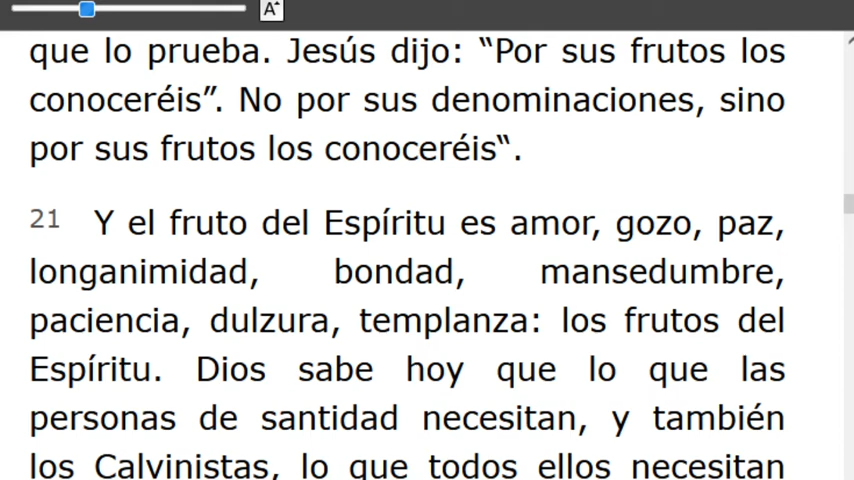 A
que lo prueba. Jesús dijo: “Por sus frutos los
conoceréis”. No por sus denominaciones, sino
por sus frutos los conoceréis“.
21 Y el fruto del Espíritu es amor, gozo, paz,
longanimidad, bondad, mansedumbre,
paciencia, dulzura, templanza: los frutos del
Espíritu. Dios sabe hoy que lo que las
personas de santidad necesitan, y también
los Calvinistas, lo que todos ellos necesitan